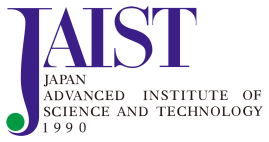 JAIST
JAPAN
ADVANCED INSTITUTE OF
SCIENCE AND TECHNOLOGY
1990